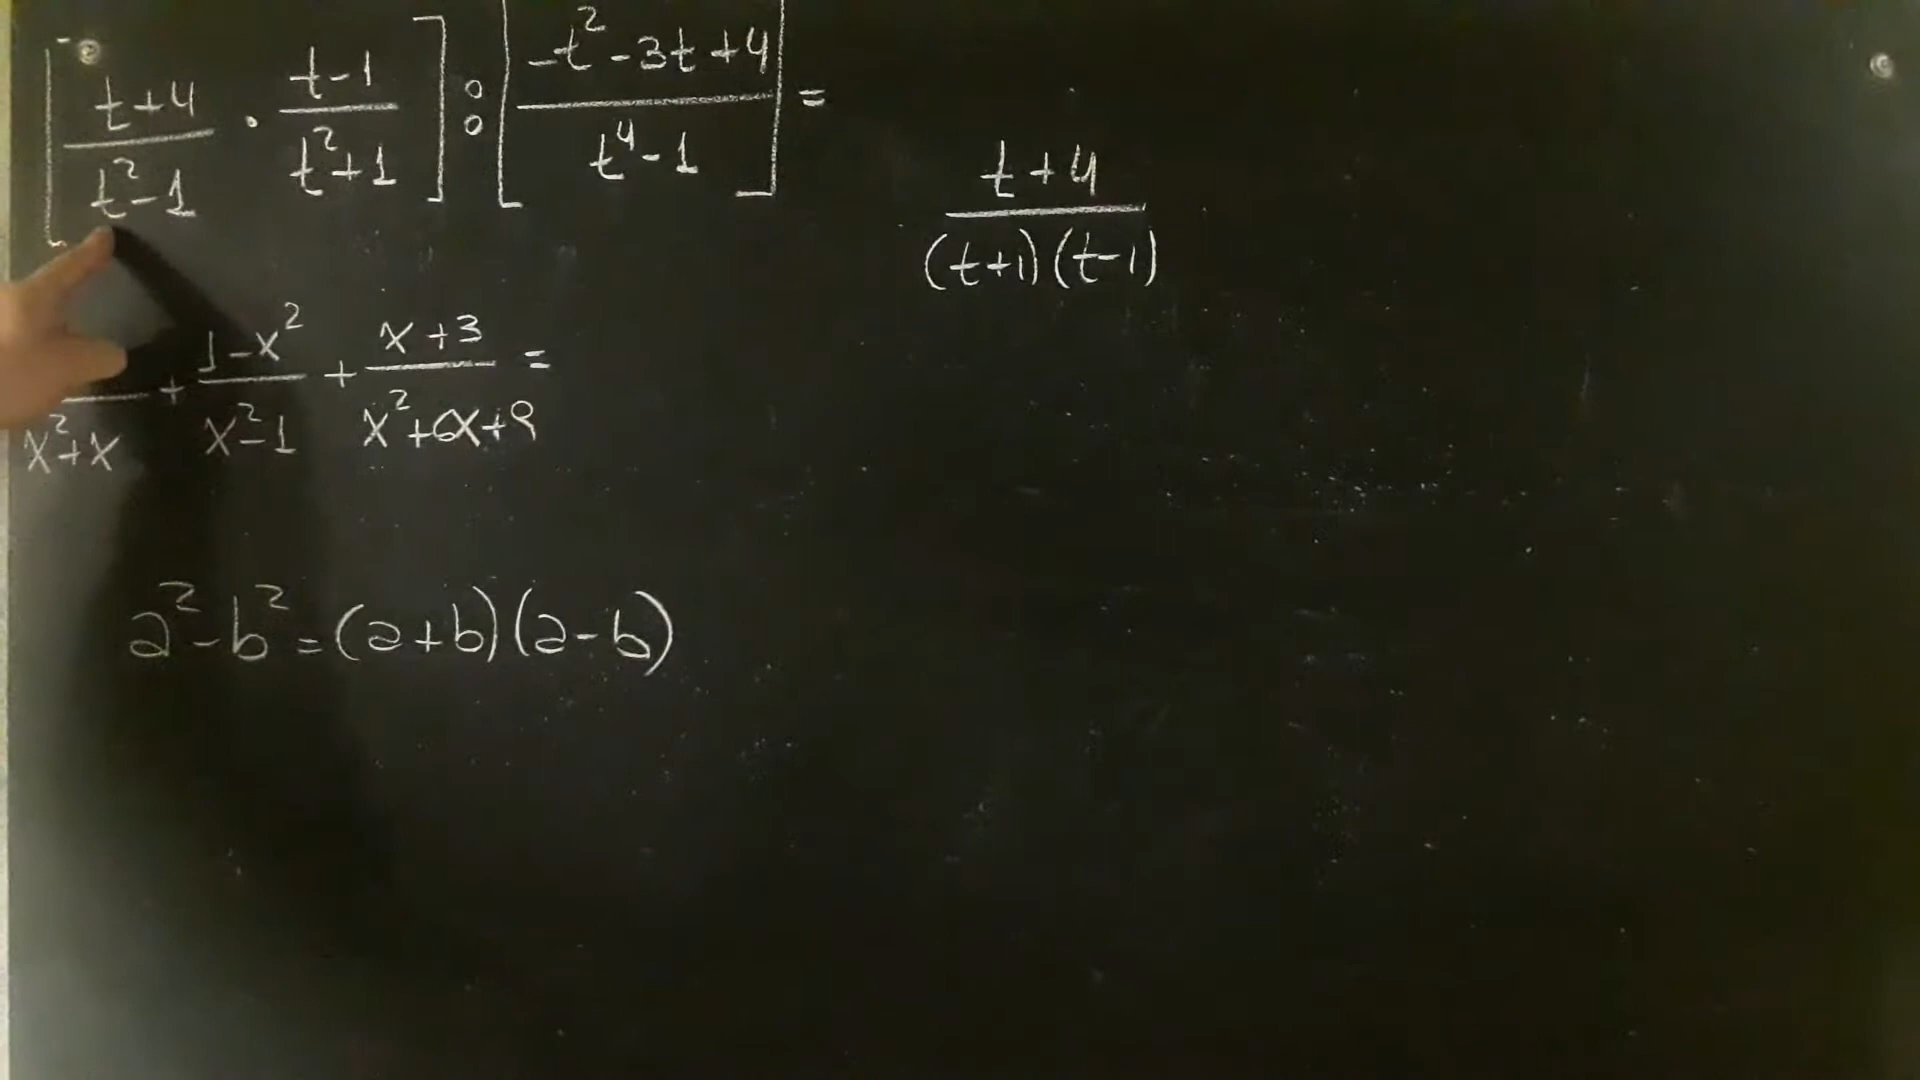 [(t+4)/(t²-1) · (t-1)/(t²+1)] : [(-t²-3t+4)/(t⁴-1)] =
(t+4)/((t+1)(t-1))
/(x²+x) + (1-x²)/(x²-1) + (x+3)/(x²+6x+9) =
a²-b²=(a+b)(a-b)